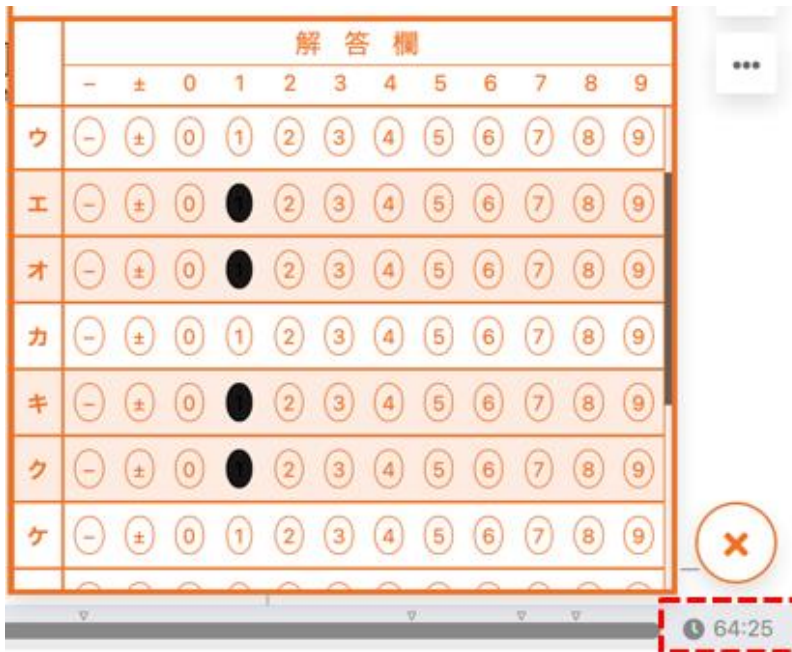 解答欄
− ± 0 1 2 3 4 5 6 7 8 9
ウ − ± 0 1 2 3 4 5 6 7 8 9
エ − ± 0 1 2 3 4 5 6 7 8 9
オ − ± 0 1 2 3 4 5 6 7 8 9
カ − ± 0 1 2 3 4 5 6 7 8 9
キ − ± 0 1 2 3 4 5 6 7 8 9
ク − ± 0 1 2 3 4 5 6 7 8 9
ケ − ± 0 1 2 3 4 5 6 7 8 9
64:25